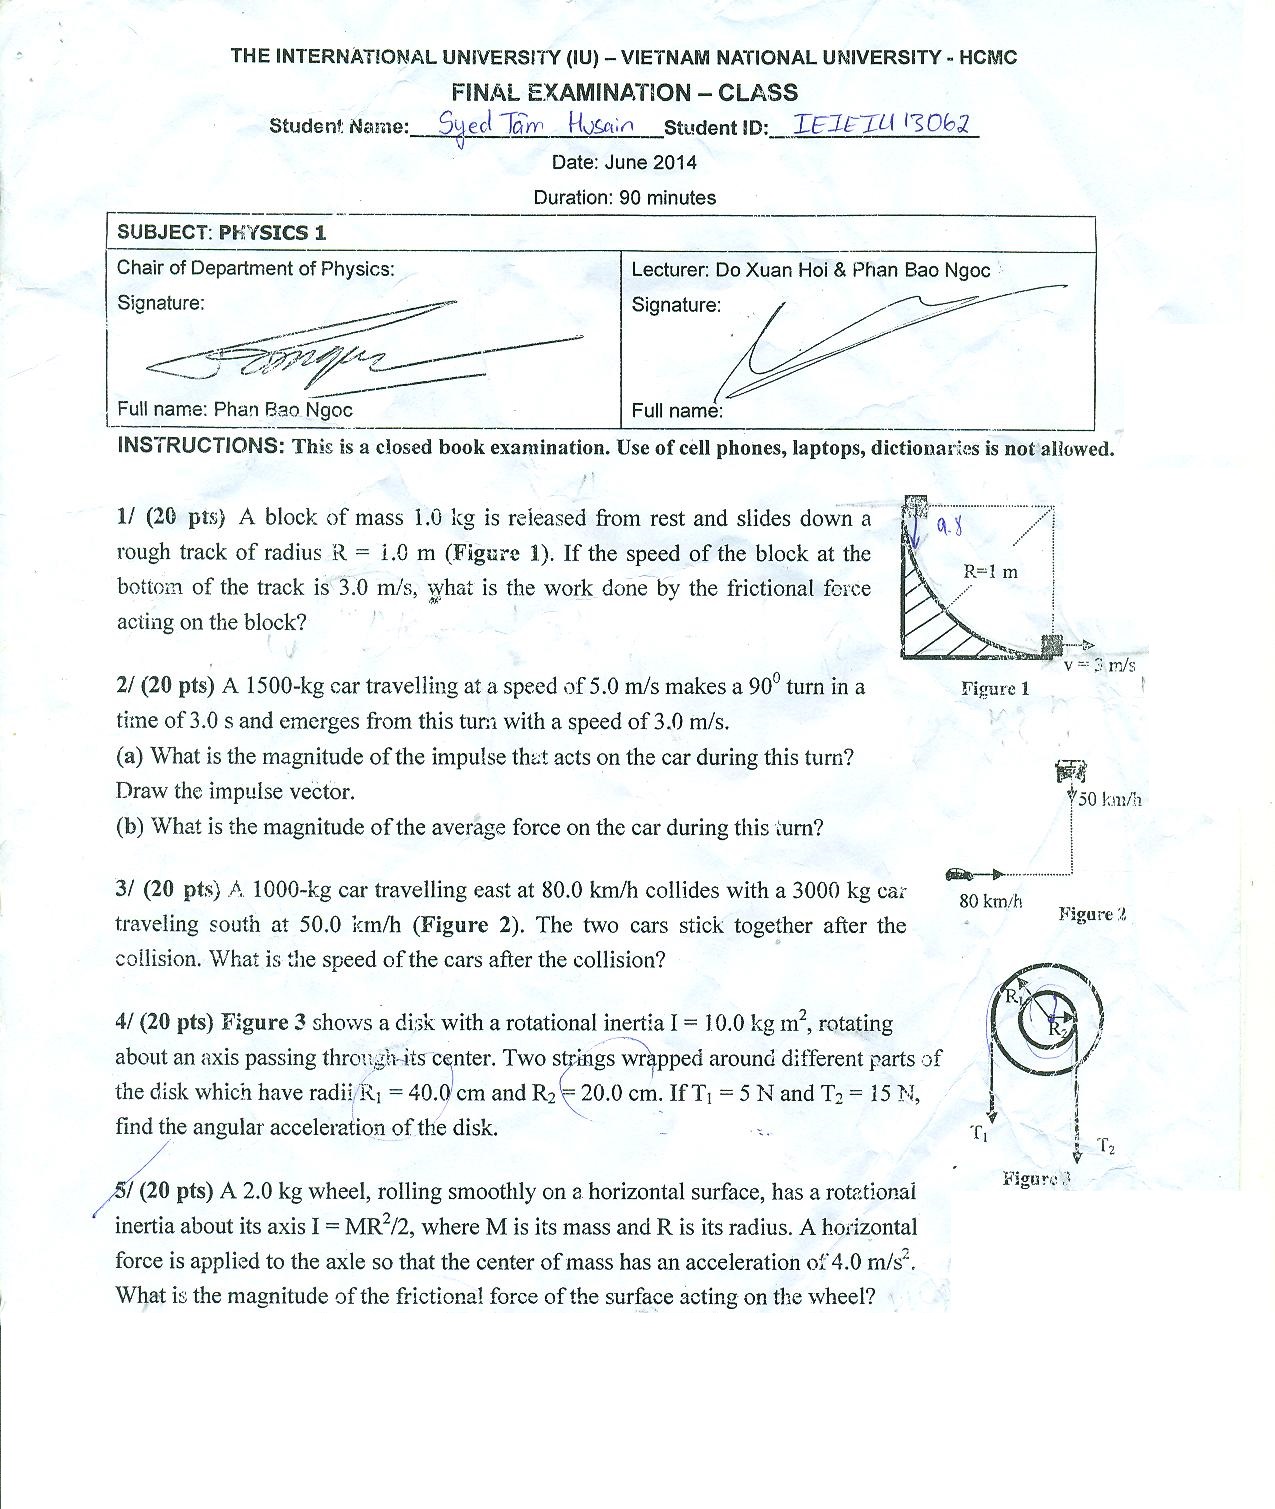 THE INTERNATIONAL UNIVERSITY (IU) – VIETNAM NATIONAL UNIVERSITY - HCMC
FINAL EXAMINATION – CLASS
Student Name: Syed Tâm Husain Student ID: IEIEIU13062
Date: June 2014
Duration: 90 minutes
SUBJECT: PHYSICS 1
Chair of Department of Physics:
Signature:
Full name: Phan Bao Ngoc
Lecturer: Do Xuan Hoi & Phan Bao Ngoc
Signature:
Full name:
INSTRUCTIONS: This is a closed book examination. Use of cell phones, laptops, dictionaries is not allowed.
1/ (20 pts) A block of mass 1.0 kg is released from rest and slides down a
rough track of radius R = 1.0 m (Figure 1). If the speed of the block at the
bottom of the track is 3.0 m/s, what is the work done by the frictional force
acting on the block?
9.8
R=1 m
v = 3 m/s
Figure 1
2/ (20 pts) A 1500-kg car travelling at a speed of 5.0 m/s makes a 90⁰ turn in a
time of 3.0 s and emerges from this turn with a speed of 3.0 m/s.
(a) What is the magnitude of the impulse that acts on the car during this turn?
Draw the impulse vector.
(b) What is the magnitude of the average force on the car during this turn?
50 km/h
80 km/h
Figure 2
3/ (20 pts) A 1000-kg car travelling east at 80.0 km/h collides with a 3000 kg car
traveling south at 50.0 km/h (Figure 2). The two cars stick together after the
collision. What is the speed of the cars after the collision?
4/ (20 pts) Figure 3 shows a disk with a rotational inertia I = 10.0 kg m², rotating
about an axis passing through its center. Two strings wrapped around different parts of
the disk which have radii R₁ = 40.0 cm and R₂ = 20.0 cm. If T₁ = 5 N and T₂ = 15 N,
find the angular acceleration of the disk.
R₁
R₂
T₁
T₂
Figure 3
5/ (20 pts) A 2.0 kg wheel, rolling smoothly on a horizontal surface, has a rotational
inertia about its axis I = MR²/2, where M is its mass and R is its radius. A horizontal
force is applied to the axle so that the center of mass has an acceleration of 4.0 m/s².
What is the magnitude of the frictional force of the surface acting on the wheel?